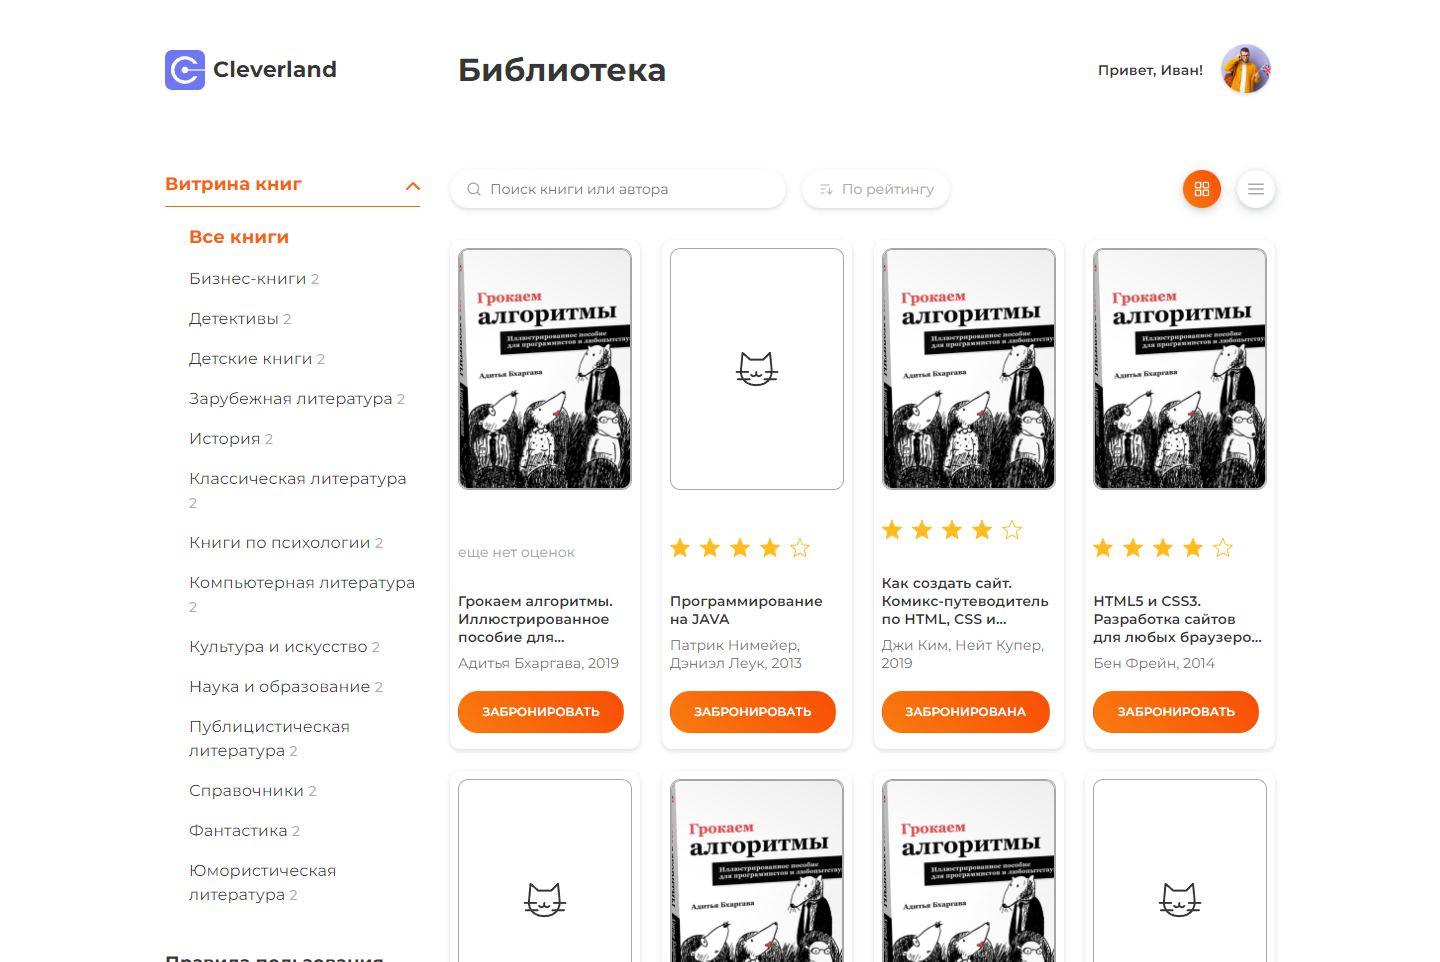 Cleverland
Библиотека
Привет, Иван!
Витрина книг
Все книги
Бизнес-книги 2
Детективы 2
Детские книги 2
Зарубежная литература 2
История 2
Классическая литература
2
Книги по психологии 2
Компьютерная литература
2
Культура и искусство 2
Наука и образование 2
Публицистическая
литература 2
Справочники 2
Фантастика 2
Юмористическая
литература 2
Правила пользования
Поиск книги или автора
По рейтингу
Грокаем
алгоритмы
Иллюстрированное пособие
для программистов и любопытствую
Адитья Бхаргава
еще нет оценок
Грокаем алгоритмы.
Иллюстрированное
пособие для...
Адитья Бхаргава, 2019
ЗАБРОНИРОВАТЬ
Программирование
на JAVA
Патрик Нимейер,
Дэниэл Леук, 2013
ЗАБРОНИРОВАТЬ
Грокаем
алгоритмы
Иллюстрированное пособие
для программистов и любопытствую
Адитья Бхаргава
Как создать сайт.
Комикс-путеводитель
по HTML, CSS и...
Джи Ким, Нейт Купер,
2019
ЗАБРОНИРОВАНА
Грокаем
алгоритмы
Иллюстрированное пособие
для программистов и любопытствую
Адитья Бхаргава
HTML5 и CSS3.
Разработка сайтов
для любых браузеро...
Бен Фрейн, 2014
ЗАБРОНИРОВАТЬ
Грокаем
алгоритмы
Иллюстрированное пособие
для программистов и любопытствую
Адитья Бхаргава
Грокаем
алгоритмы
Иллюстрированное пособие
для программистов и любопытствую
Адитья Бхаргава